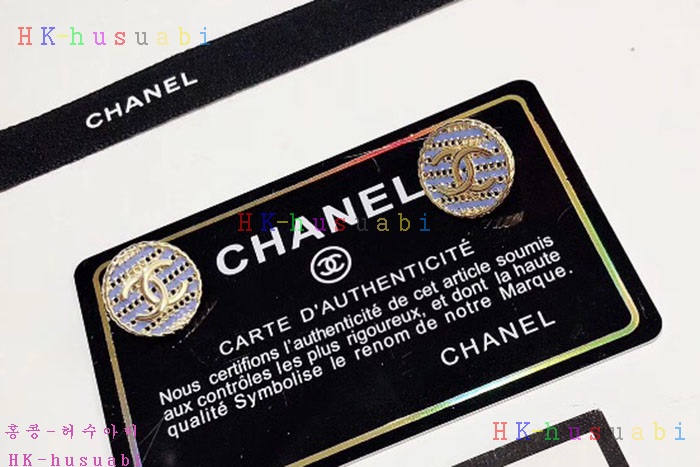 HK-husuabi
CHANEL
CHANEL
HK-husuabi
CARTE D'AUTHENTICITÉ
Nous certifions l'authenticité de cet article soumis
aux contrôles les plus rigoureux, et dont la haute
qualité Symbolise le renom de notre Marque.
CHANEL
홍콩-허수아비
HK-husuabi
HK-husuabi